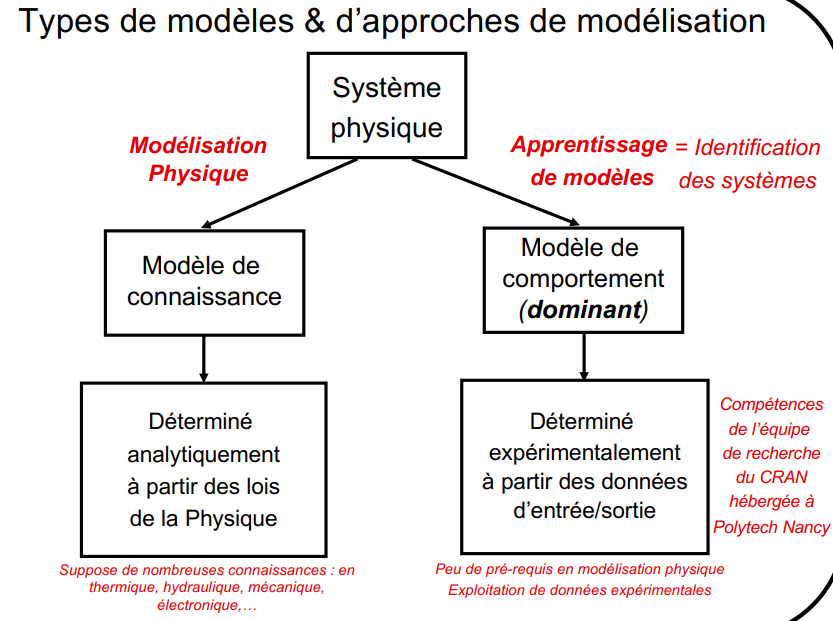 Types de modèles & d’approches de modélisation
Système
physique
Modélisation
Physique
Apprentissage = Identification
de modèles des systèmes
Modèle de
connaissance
Modèle de
comportement
(dominant)
Déterminé
analytiquement
à partir des lois
de la Physique
Déterminé
expérimentalement
à partir des données
d’entrée/sortie
Compétences
de l’équipe
de recherche
du CRAN
hébergée à
Polytech Nancy
Suppose de nombreuses connaissances : en
thermique, hydraulique, mécanique,
électronique,…
Peu de pré-requis en modélisation physique
Exploitation de données expérimentales